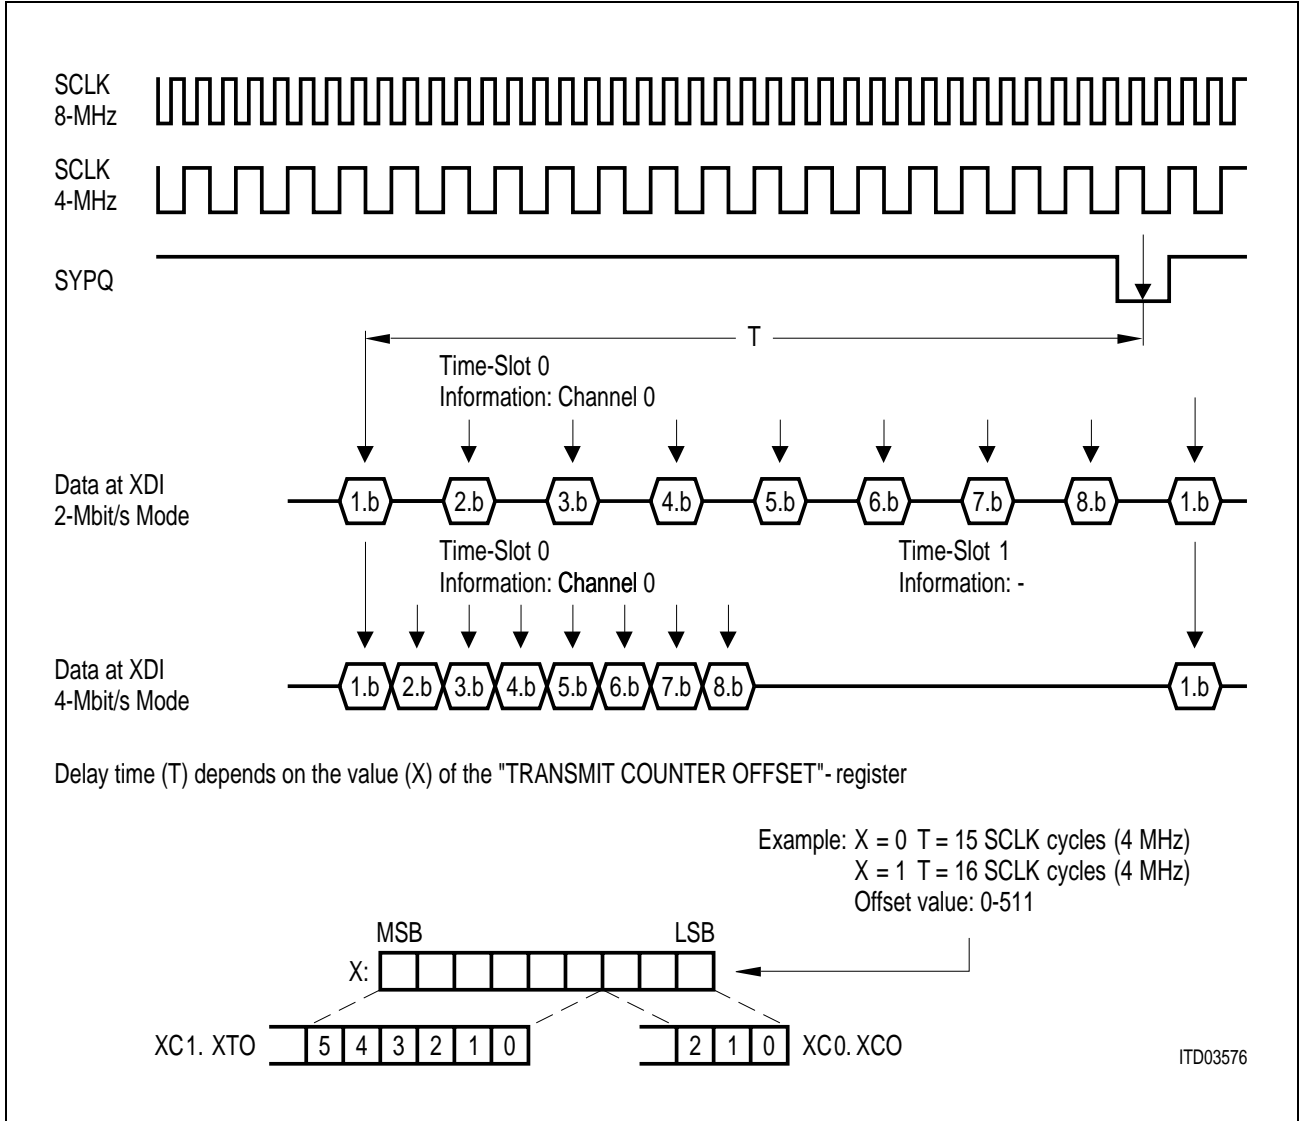 SCLK
8-MHz
SCLK
4-MHz
SYPQ
T
Time-Slot 0
Information: Channel 0
Data at XDI
2-Mbit/s Mode
1.b 2.b 3.b 4.b 5.b 6.b 7.b 8.b 1.b
Time-Slot 0
Information: Channel 0
Time-Slot 1
Information: -
Data at XDI
4-Mbit/s Mode
1.b 2.b 3.b 4.b 5.b 6.b 7.b 8.b 1.b
Delay time (T) depends on the value (X) of the "TRANSMIT COUNTER OFFSET"- register
Example: X = 0 T = 15 SCLK cycles (4 MHz)
X = 1 T = 16 SCLK cycles (4 MHz)
Offset value: 0-511
MSB LSB
X:
XC1. XTO 5 4 3 2 1 0 2 1 0 XC0. XCO
ITD03576